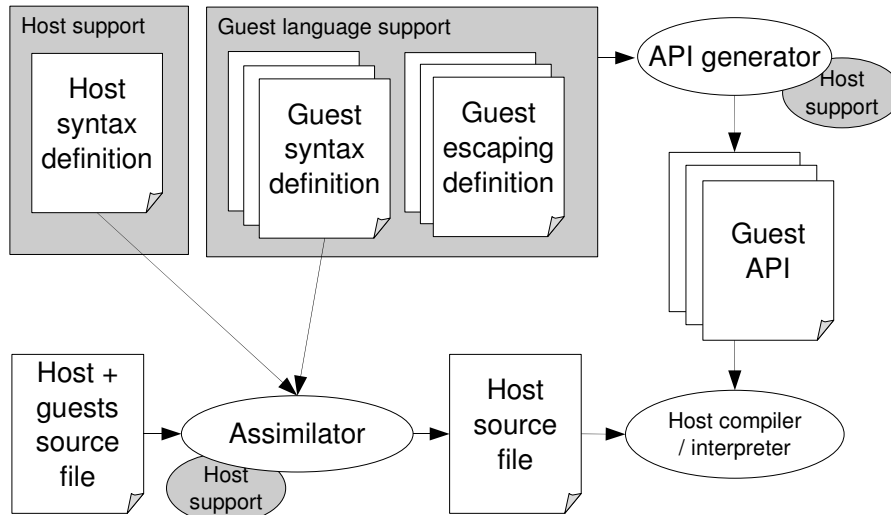 Host support
Host
syntax
definition
Guest language support
Guest
syntax
definition
Guest
escaping
definition
API generator
Host
support
Guest
API
Host +
guests
source
file
Assimilator
Host
support
Host
source
file
Host compiler
/ interpreter